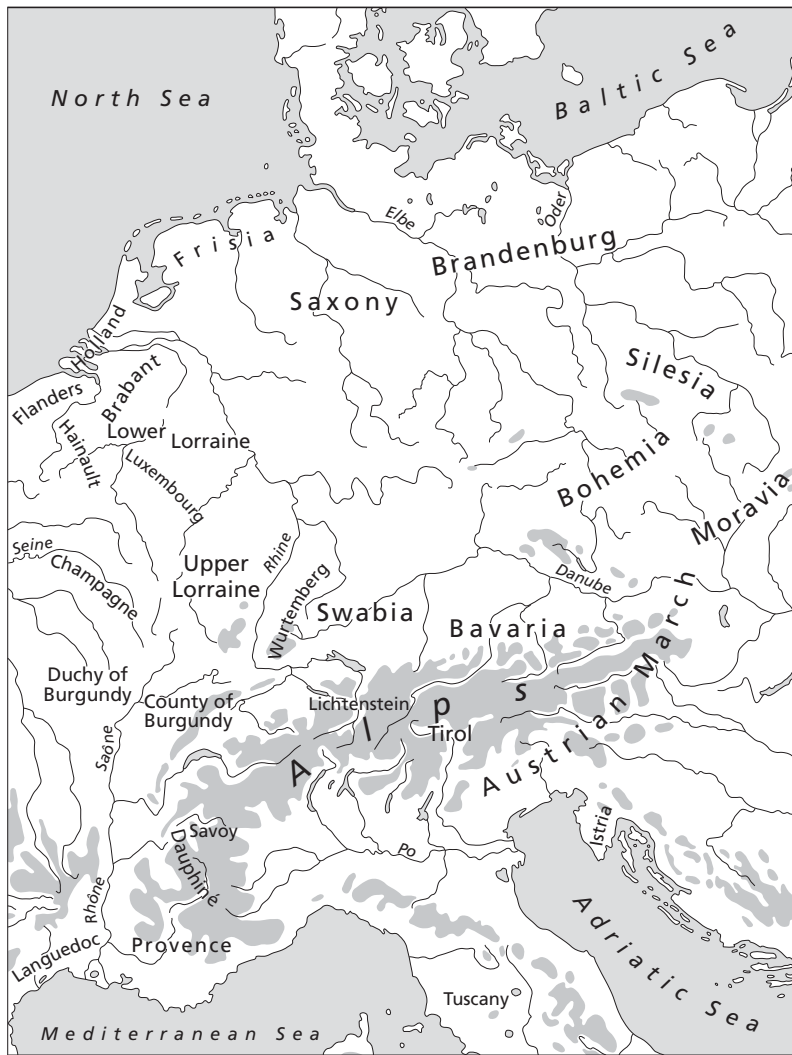 North Sea
Baltic Sea
Elbe
Oder
Frisia
Brandenburg
Saxony
Holland
Silesia
Flanders
Brabant
Hainault
Lower Lorraine
Luxembourg
Bohemia
Moravia
Seine
Champagne
Upper
Lorraine
Rhine
Wurtemberg
Swabia
Danube
Bavaria
Austrian March
Duchy of
Burgundy
County of
Burgundy
Lichtenstein
Alps
Tirol
Saône
Savoy
Dauphiné
Po
Istria
Rhône
Provence
Languedoc
Tuscany
Adriatic Sea
Mediterranean Sea